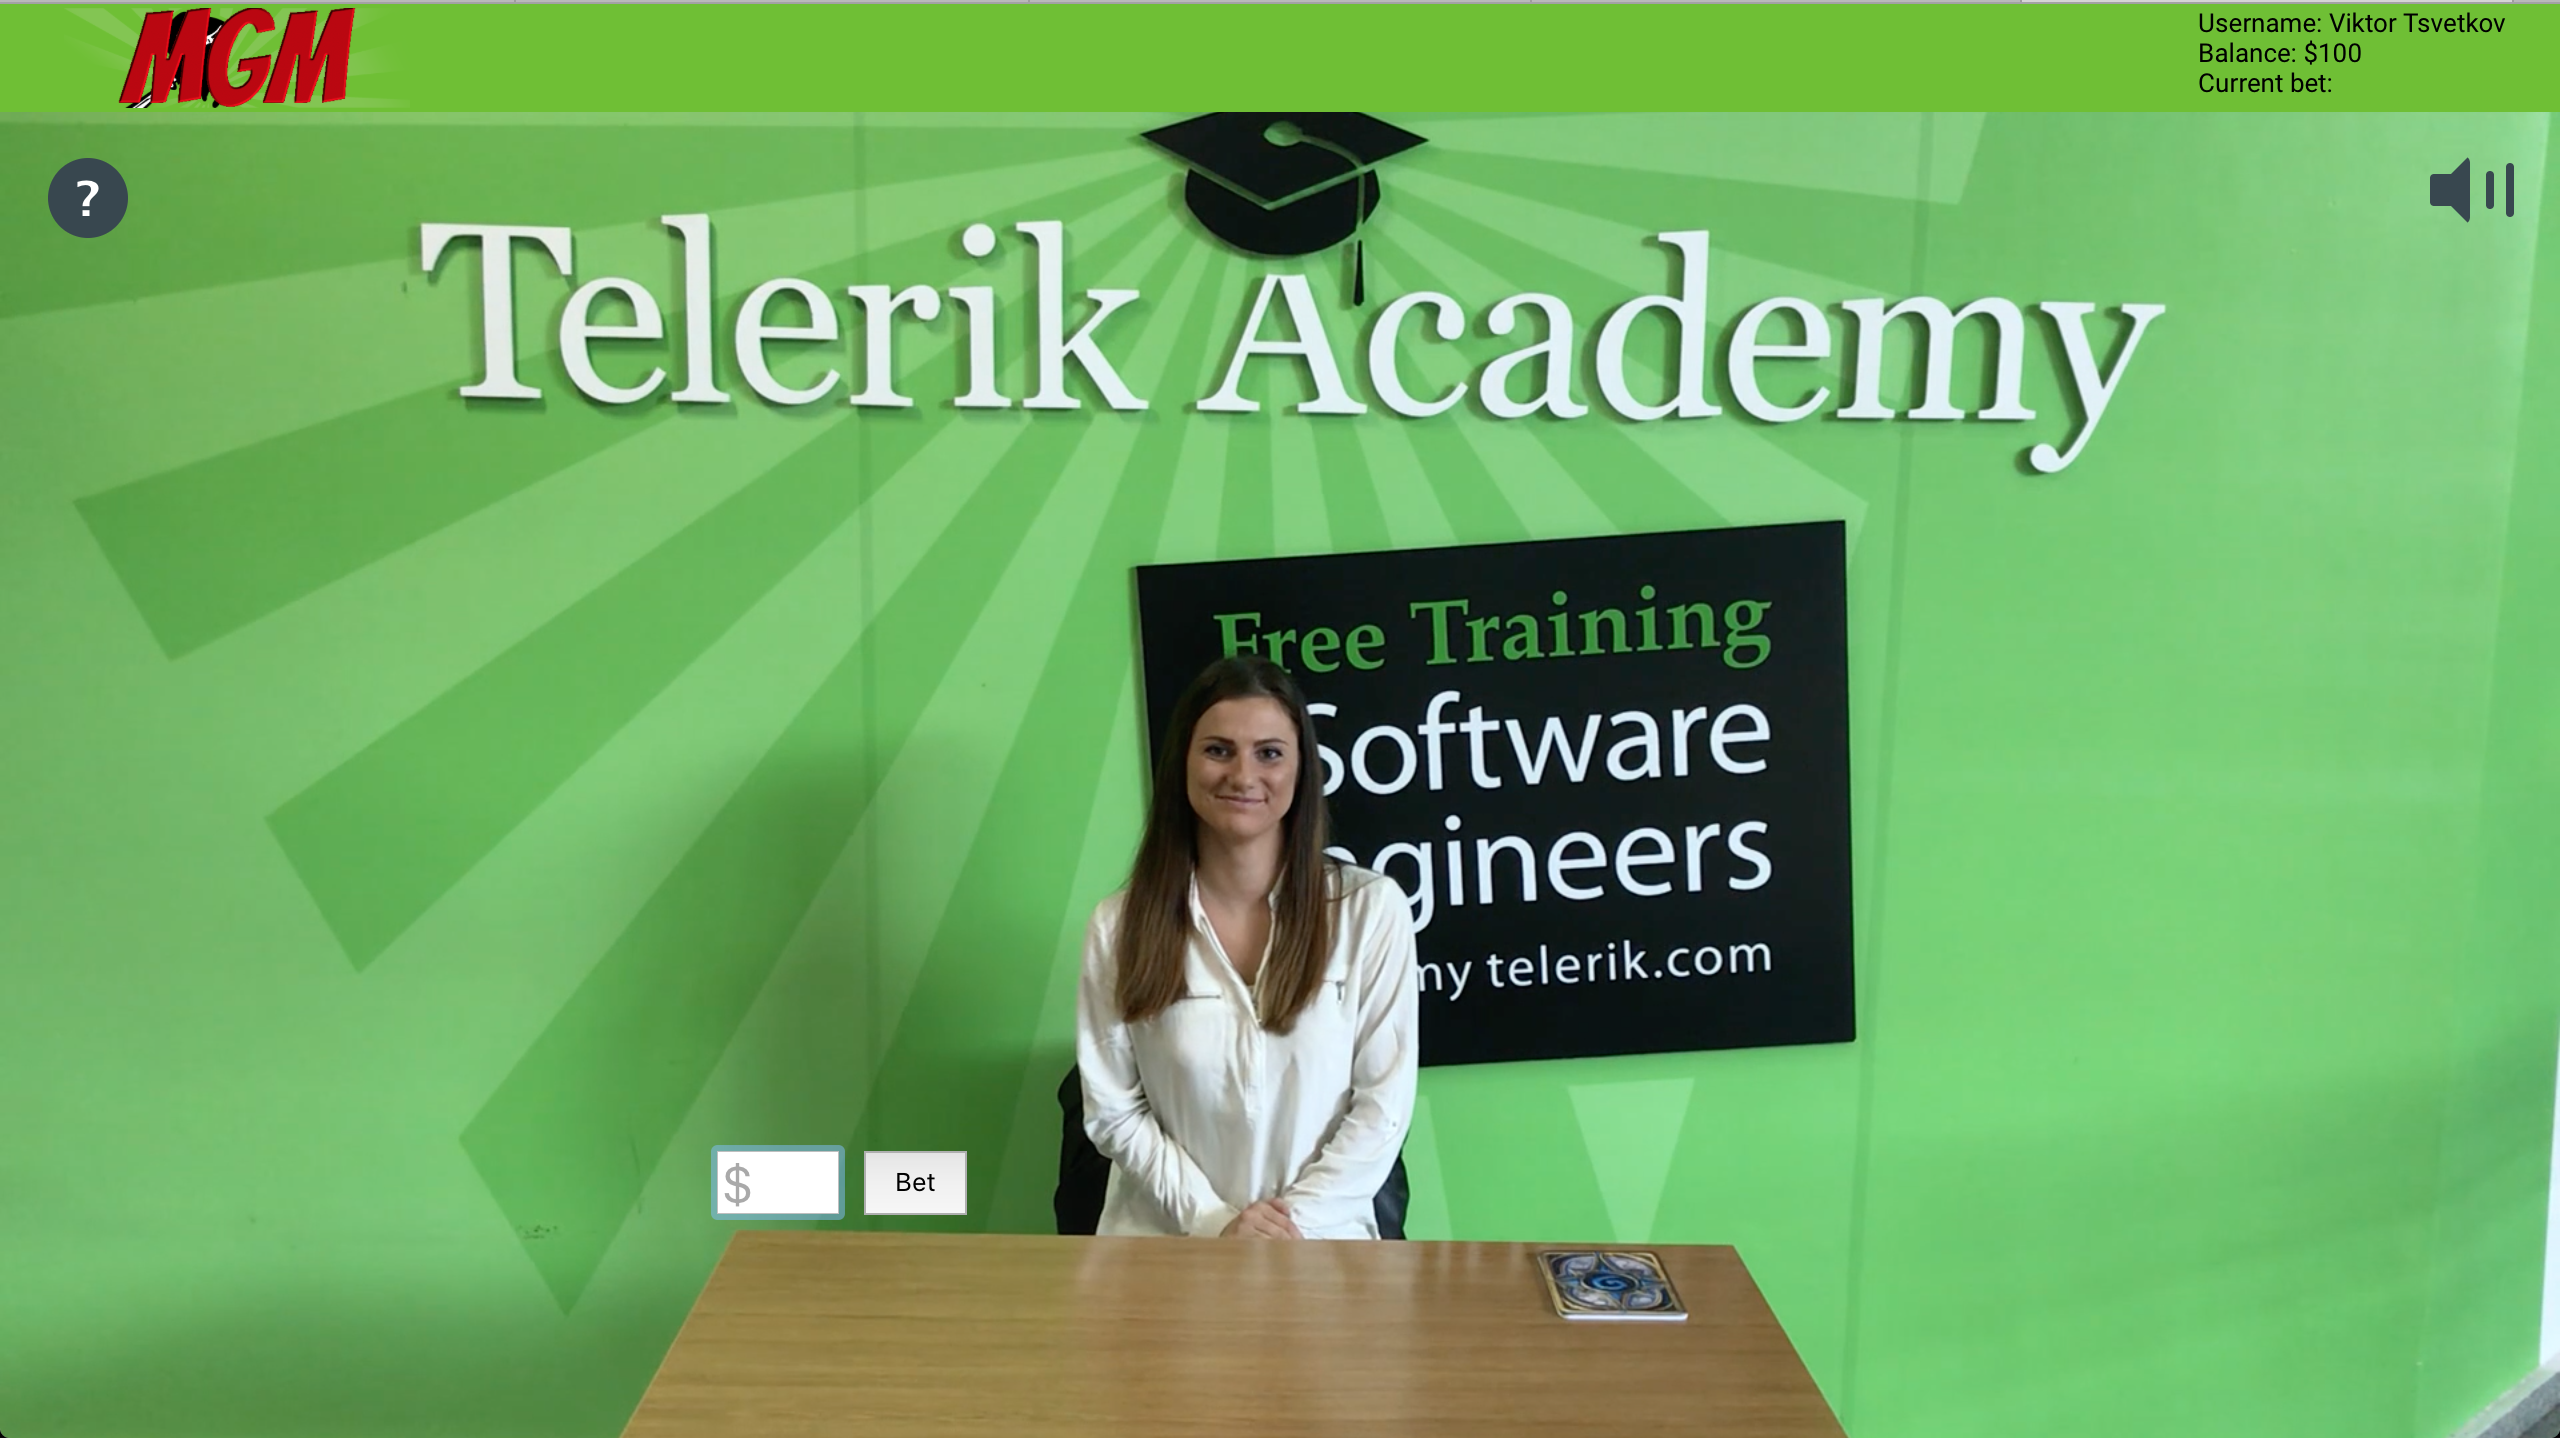 MGM
Username: Viktor Tsvetkov
Balance: $100
Current bet:
?
Telerik Academy
Free Training
Software
gineers
my telerik.com
$
Bet